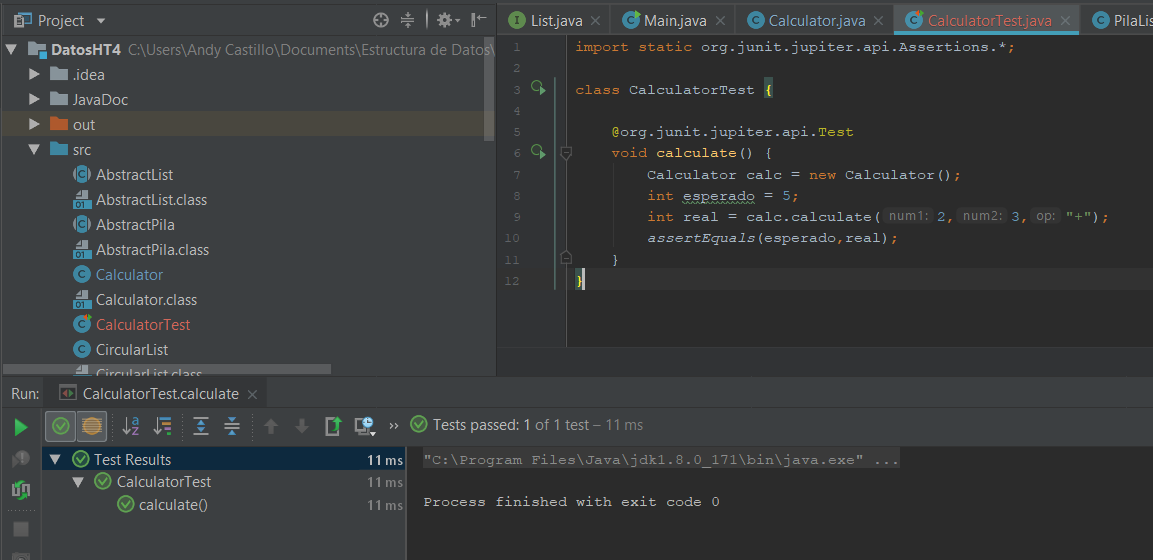 Project
DatosHT4 C:\Users\Andy Castillo\Documents\Estructura de Datos\
.idea
JavaDoc
out
src
AbstractList
AbstractList.class
AbstractPila
AbstractPila.class
Calculator
Calculator.class
CalculatorTest
CircularList
CircularList.class
List.java Main.java Calculator.java CalculatorTest.java PilaLis
1 import static org.junit.jupiter.api.Assertions.*;
2
3 class CalculatorTest {
4
5 @org.junit.jupiter.api.Test
6 void calculate() {
7 Calculator calc = new Calculator();
8 int esperado = 5;
9 int real = calc.calculate( num1: 2, num2: 3, op: "+");
10 assertEquals(esperado,real);
11 }
12 }
Run: CalculatorTest.calculate
Tests passed: 1 of 1 test – 11 ms
Test Results 11 ms
CalculatorTest 11 ms
calculate() 11 ms
"C:\Program Files\Java\jdk1.8.0_171\bin\java.exe" ...
Process finished with exit code 0